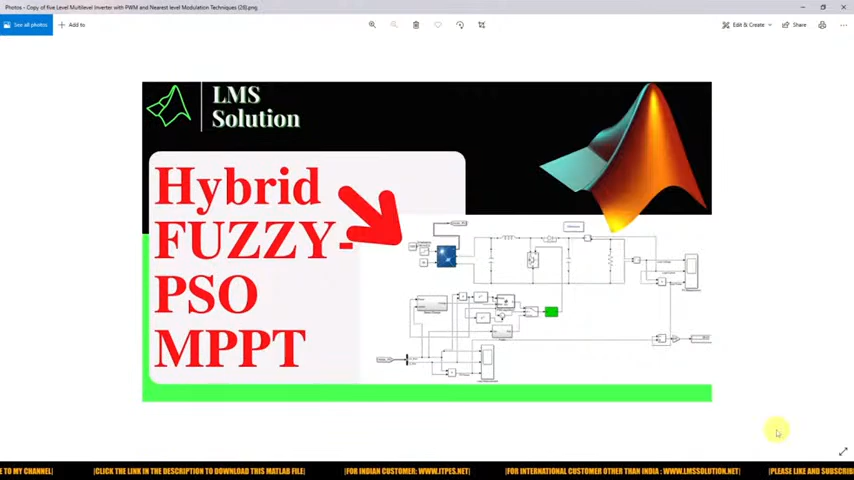 Photos - Copy of five Level Multilevel Inverter with PWM and Nearest level Modulation Techniques (28).png
See all photos
Add to
Edit & Create
Share
LMS
Solution
Hybrid
FUZZY-
PSO
MPPT
E TO MY CHANNEL| |CLICK THE LINK IN THE DESCRIPTION TO DOWNLOAD THIS MATLAB FILE| |FOR INDIAN CUSTOMER: WWW.ITPES.NET| |FOR INTERNATIONAL CUSTOMER OTHER THAN INDIA : WWW.LMSSOLUTION.NET| |PLEASE LIKE AND SUBSCRIBE